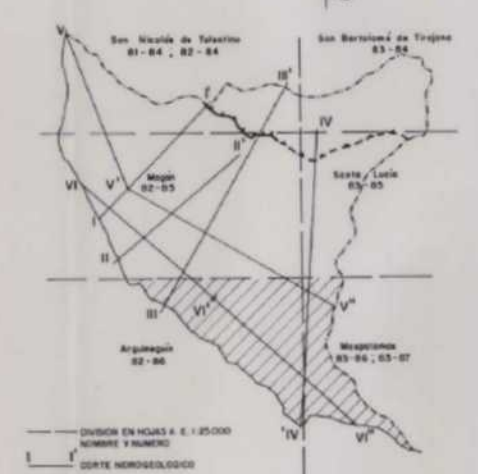 San Nicolás de Tolentino
81-84 ; 82-84
San Bartolomé de Tirajana
83-84
V
I'
III'
IV
II'
Mogán
82-85
Santa Lucía
83-85
VI
V'
I
II
III
VI'
V"
Arguineguín
82-86
Maspalomas
83-86 ; 83-87
'IV
VI"
DIVISION EN HOJAS A E. 1:25.000
NOMBRE Y NUMERO
I I'
CORTE HIDROGEOLOGICO